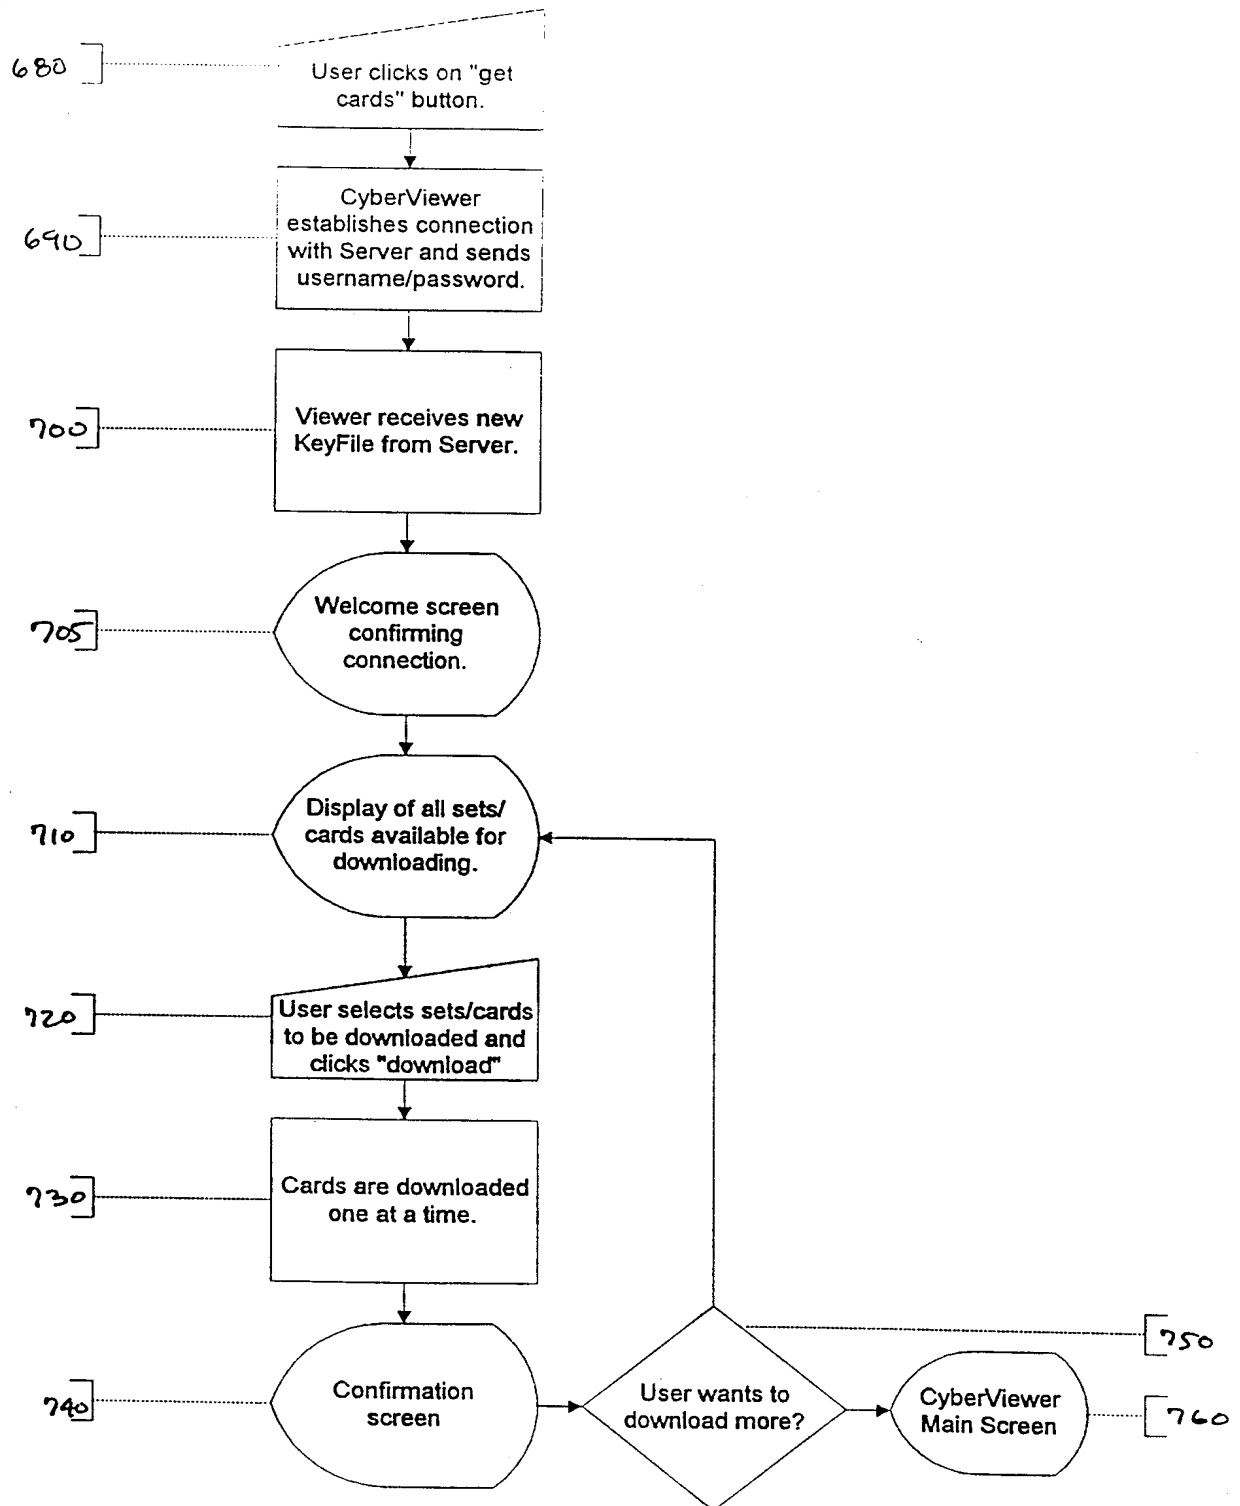 680
User clicks on "get
cards" button.
690
CyberViewer
establishes connection
with Server and sends
username/password.
700
Viewer receives new
KeyFile from Server.
705
Welcome screen
confirming
connection.
710
Display of all sets/
cards available for
downloading.
720
User selects sets/cards
to be downloaded and
clicks "download"
730
Cards are downloaded
one at a time.
740
Confirmation
screen
User wants to
download more?
750
CyberViewer
Main Screen
760